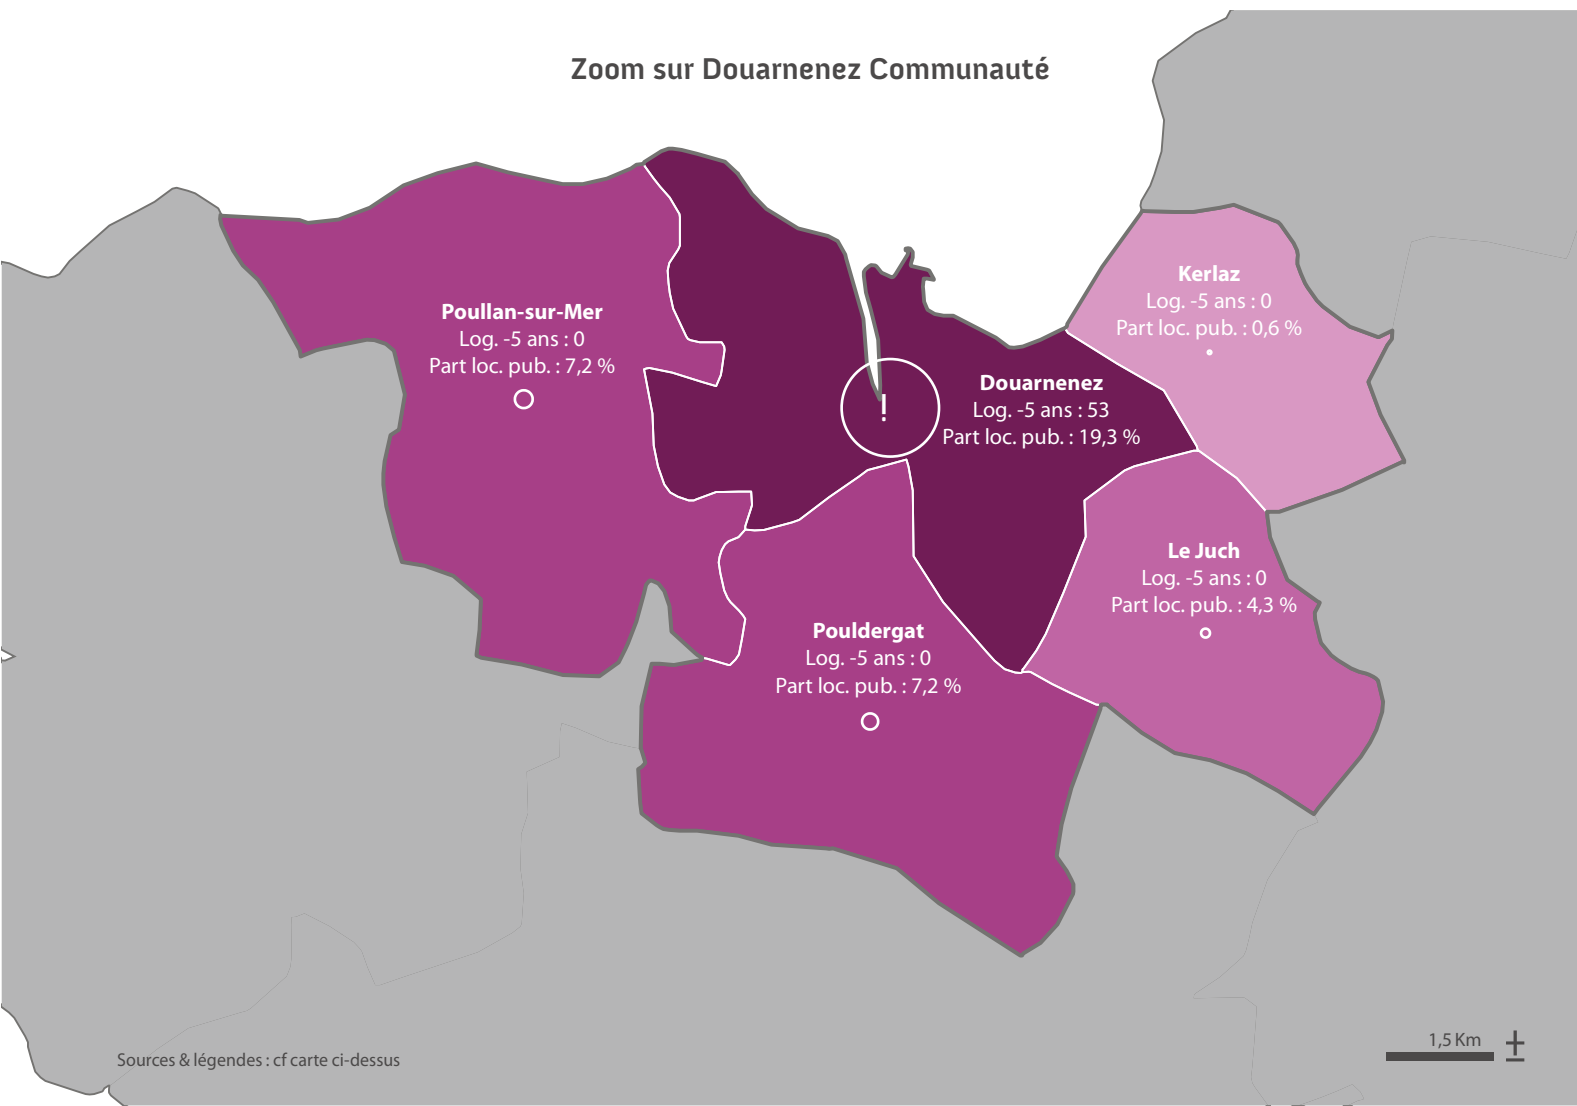 Zoom sur Douarnenez Communauté
Kerlaz
Log. -5 ans : 0
Part loc. pub. : 0,6 %
Poullan-sur-Mer
Log. -5 ans : 0
Part loc. pub. : 7,2 %
Douarnenez
Log. -5 ans : 53
Part loc. pub. : 19,3 %
!
Le Juch
Log. -5 ans : 0
Part loc. pub. : 4,3 %
Pouldergat
Log. -5 ans : 0
Part loc. pub. : 7,2 %
1,5 Km
Sources & légendes : cf carte ci-dessus